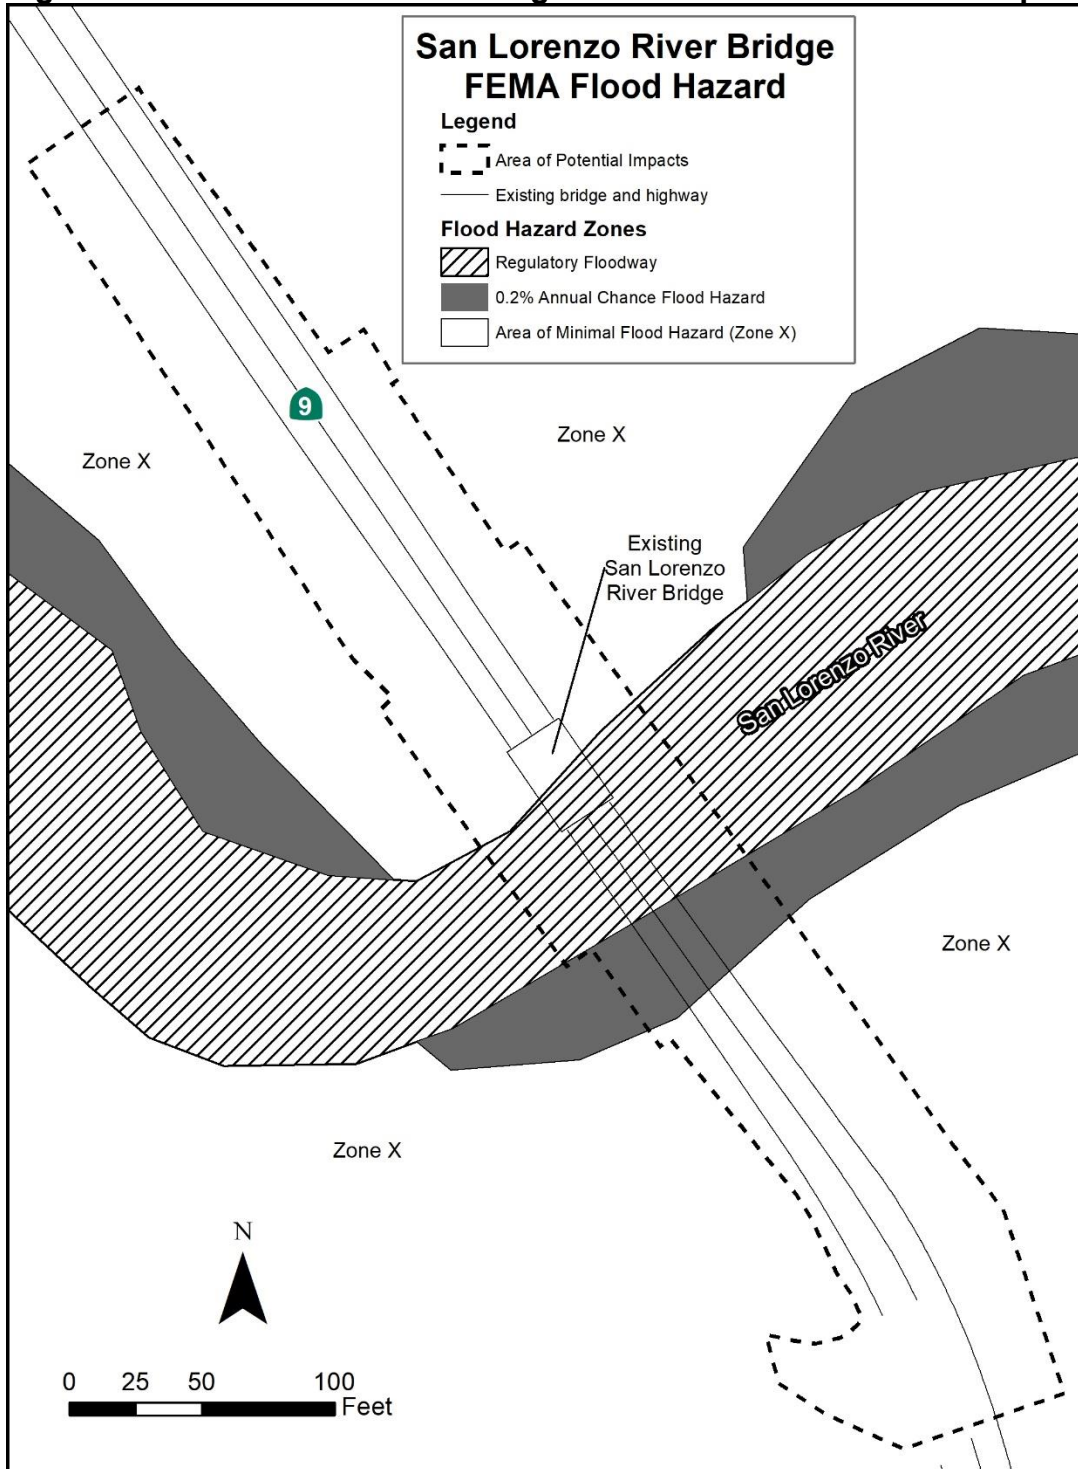 San Lorenzo River Bridge
FEMA Flood Hazard
Legend
Area of Potential Impacts
Existing bridge and highway
Flood Hazard Zones
Regulatory Floodway
0.2% Annual Chance Flood Hazard
Area of Minimal Flood Hazard (Zone X)
9
Zone X
Zone X
Existing
San Lorenzo
River Bridge
San Lorenzo River
Zone X
Zone X
N
0 25 50 100
Feet